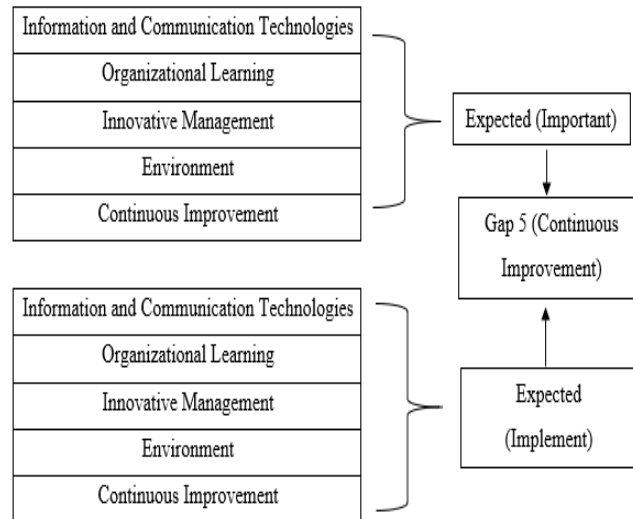 Information and Communication Technologies
Organizational Learning
Innovative Management
Environment
Continuous Improvement
Expected (Important)
Gap 5 (Continuous
Improvement)
Information and Communication Technologies
Organizational Learning
Innovative Management
Environment
Continuous Improvement
Expected
(Implement)